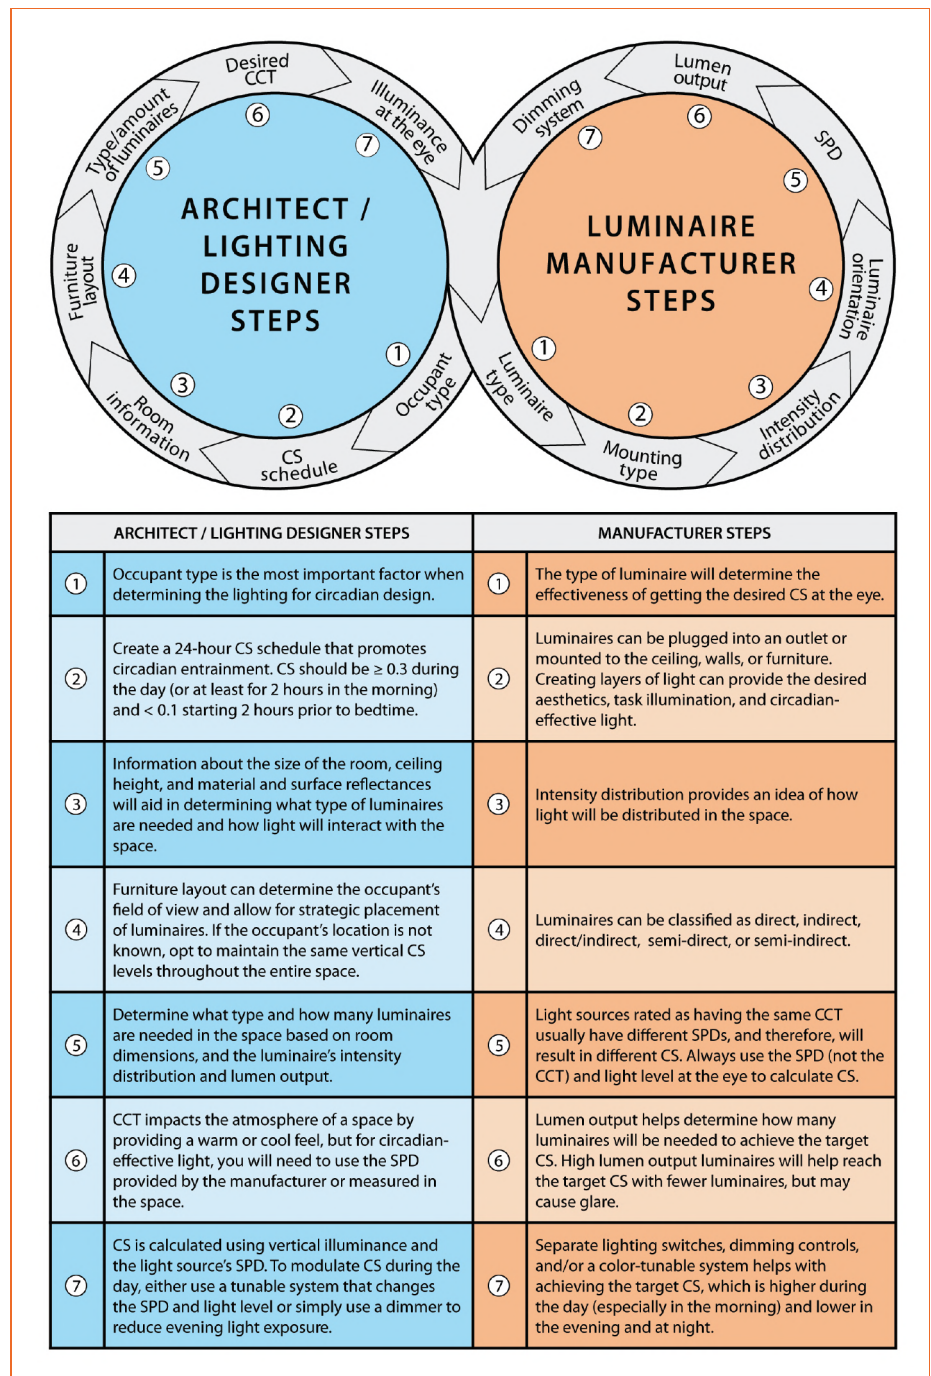 Desired
CCT
Illuminance
at the eye
Type/amount
of luminaires
Furniture
layout
Room
information
CS
schedule
Occupant
type
6
7
5
4
3
2
1
ARCHITECT /
LIGHTING
DESIGNER
STEPS
Dimming
system
Lumen
output
SPD
Luminaire
orientation
Intensity
distribution
Mounting
type
Luminaire
type
7
6
5
4
3
2
1
LUMINAIRE
MANUFACTURER
STEPS
ARCHITECT / LIGHTING DESIGNER STEPS
MANUFACTURER STEPS
1
Occupant type is the most important factor when
determining the lighting for circadian design.
1
The type of luminaire will determine the
effectiveness of getting the desired CS at the eye.
2
Create a 24-hour CS schedule that promotes
circadian entrainment. CS should be ≥ 0.3 during
the day (or at least for 2 hours in the morning)
and < 0.1 starting 2 hours prior to bedtime.
2
Luminaires can be plugged into an outlet or
mounted to the ceiling, walls, or furniture.
Creating layers of light can provide the desired
aesthetics, task illumination, and circadian-
effective light.
3
Information about the size of the room, ceiling
height, and material and surface reflectances
will aid in determining what type of luminaires
are needed and how light will interact with the
space.
3
Intensity distribution provides an idea of how
light will be distributed in the space.
4
Furniture layout can determine the occupant's
field of view and allow for strategic placement
of luminaires. If the occupant's location is not
known, opt to maintain the same vertical CS
levels throughout the entire space.
4
Luminaires can be classified as direct, indirect,
direct/indirect, semi-direct, or semi-indirect.
5
Determine what type and how many luminaires
are needed in the space based on room
dimensions, and the luminaire's intensity
distribution and lumen output.
5
Light sources rated as having the same CCT
usually have different SPDs, and therefore, will
result in different CS. Always use the SPD (not the
CCT) and light level at the eye to calculate CS.
6
CCT impacts the atmosphere of a space by
providing a warm or cool feel, but for circadian-
effective light, you will need to use the SPD
provided by the manufacturer or measured in
the space.
6
Lumen output helps determine how many
luminaires will be needed to achieve the target
CS. High lumen output luminaires will help reach
the target CS with fewer luminaires, but may
cause glare.
7
CS is calculated using vertical illuminance and
the light source's SPD. To modulate CS during the
day, either use a tunable system that changes
the SPD and light level or simply use a dimmer to
reduce evening light exposure.
7
Separate lighting switches, dimming controls,
and/or a color-tunable system helps with
achieving the target CS, which is higher during
the day (especially in the morning) and lower in
the evening and at night.